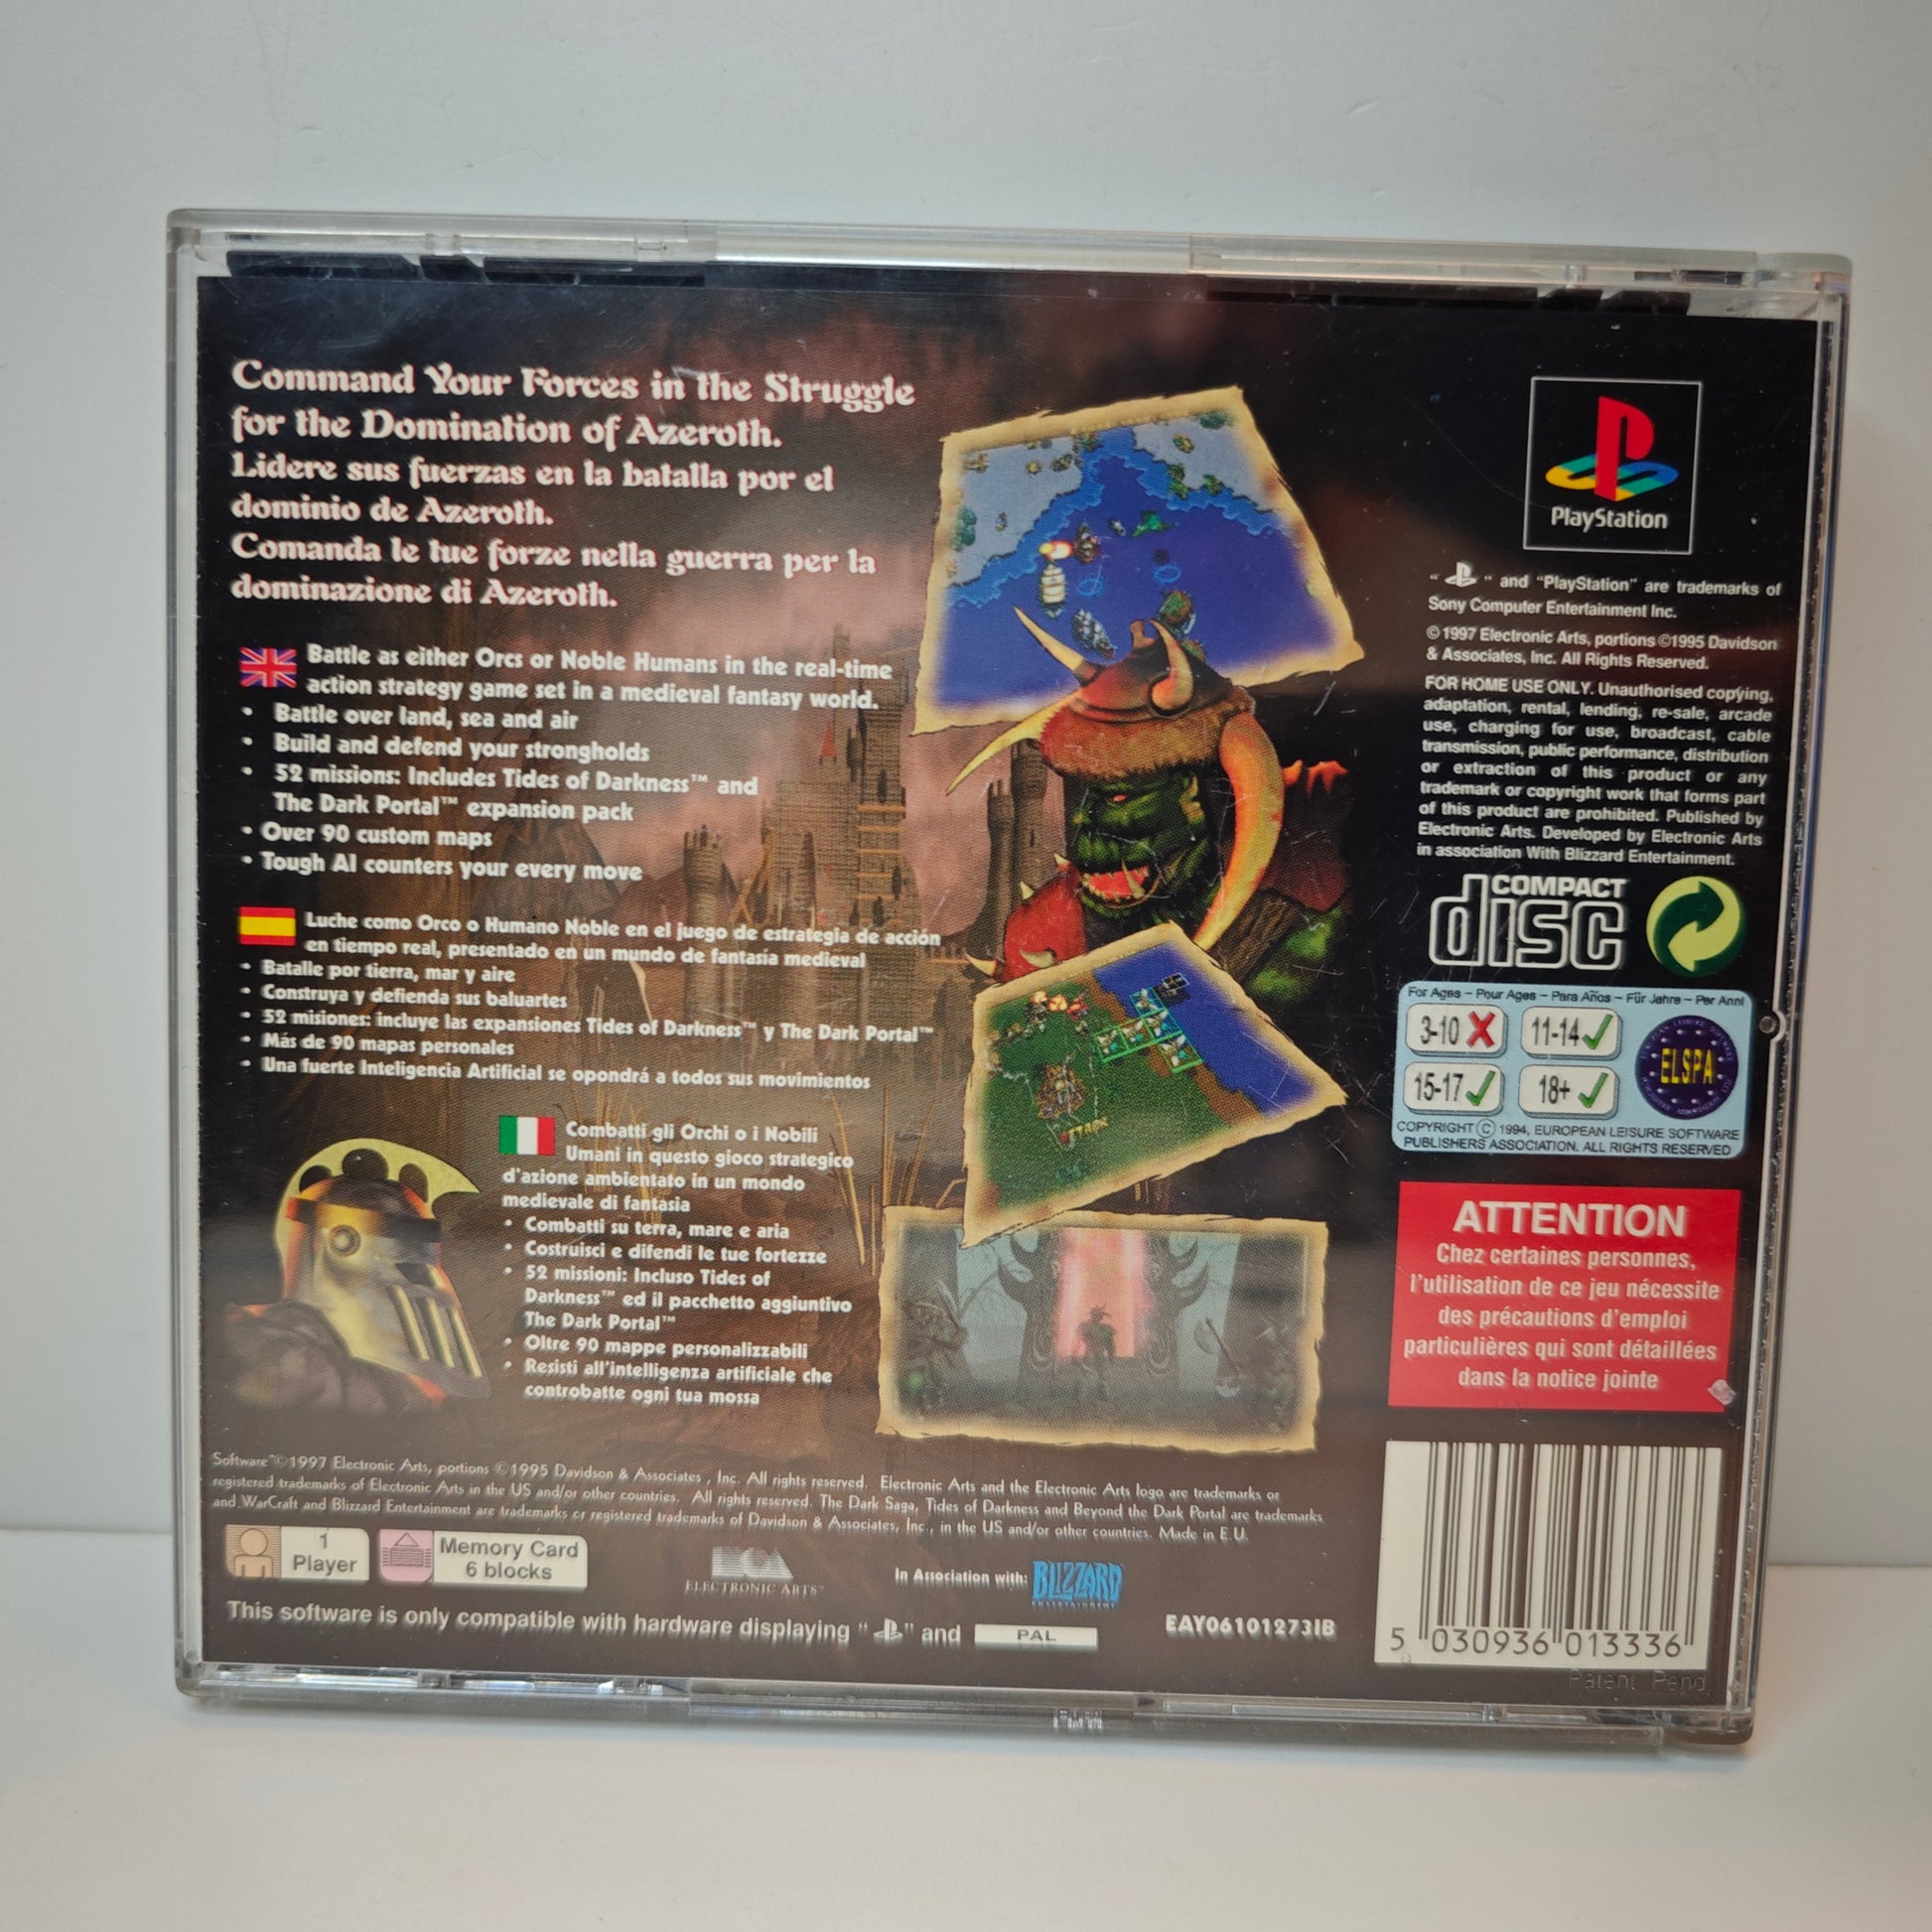 Command Your Forces in the Struggle
for the Domination of Azeroth.
Lidere sus fuerzas en la batalla por el
dominio de Azeroth.
Comanda le tue forze nella guerra per la
dominazione di Azeroth.
Battle as either Orcs or Noble Humans in the real-time
action strategy game set in a medieval fantasy world.
• Battle over land, sea and air
• Build and defend your strongholds
• 52 missions: Includes Tides of Darkness™ and
The Dark Portal™ expansion pack
• Over 90 custom maps
• Tough AI counters your every move
Luche como Orco o Humano Noble en el juego de estrategia de acción
en tiempo real, presentado en un mundo de fantasía medieval
• Batalle por tierra, mar y aire
• Construya y defienda sus baluartes
• 52 misiones: incluye las expansiones Tides of Darkness™ y The Dark Portal™
• Más de 90 mapas personales
• Una fuerte Inteligencia Artificial se opondrá a todos sus movimientos
Combatti gli Orchi o i Nobili
Umani in questo gioco strategico
d'azione ambientato in un mondo
medievale di fantasia
• Combatti su terra, mare e aria
• Costruisci e difendi le tue fortezze
• 52 missioni: Incluso Tides of
Darkness™ ed il pacchetto aggiuntivo
The Dark Portal™
• Oltre 90 mappe personalizzabili
• Resisti all'intelligenza artificiale che
controbatte ogni tua mossa
PlayStation
" " and "PlayStation" are trademarks of
Sony Computer Entertainment Inc.
© 1997 Electronic Arts, portions ©1995 Davidson
& Associates, Inc. All Rights Reserved.
FOR HOME USE ONLY. Unauthorised copying,
adaptation, rental, lending, re-sale, arcade
use, charging for use, broadcast, cable
transmission, public performance, distribution
or extraction of this product or any
trademark or copyright work that forms part
of this product are prohibited. Published by
Electronic Arts. Developed by Electronic Arts
in association With Blizzard Entertainment.
COMPACT
disc
For Ages – Pour Ages – Para Años – Für Jahre – Per Anni
3-10 11-14
15-17 18+
ELSPA
COPYRIGHT © 1994, EUROPEAN LEISURE SOFTWARE
PUBLISHERS ASSOCIATION. ALL RIGHTS RESERVED
ATTENTION
Chez certaines personnes,
l'utilisation de ce jeu nécessite
des précautions d'emploi
particulières qui sont détaillées
dans la notice jointe
Software ©1997 Electronic Arts, portions ©1995 Davidson & Associates, Inc. All rights reserved. Electronic Arts and the Electronic Arts logo are trademarks or
registered trademarks of Electronic Arts in the US and/or other countries. All rights reserved. The Dark Saga, Tides of Darkness and Beyond the Dark Portal are trademarks
and WarCraft and Blizzard Entertainment are trademarks or registered trademarks of Davidson & Associates, Inc., in the US and/or other countries. Made in E.U.
1
Player
Memory Card
6 blocks
ELECTRONIC ARTS™
In Association with:
BLIZZARD
ENTERTAINMENT
This software is only compatible with hardware displaying " " and PAL
EAY06101273IB
5 030936 013336
Patent Pend.